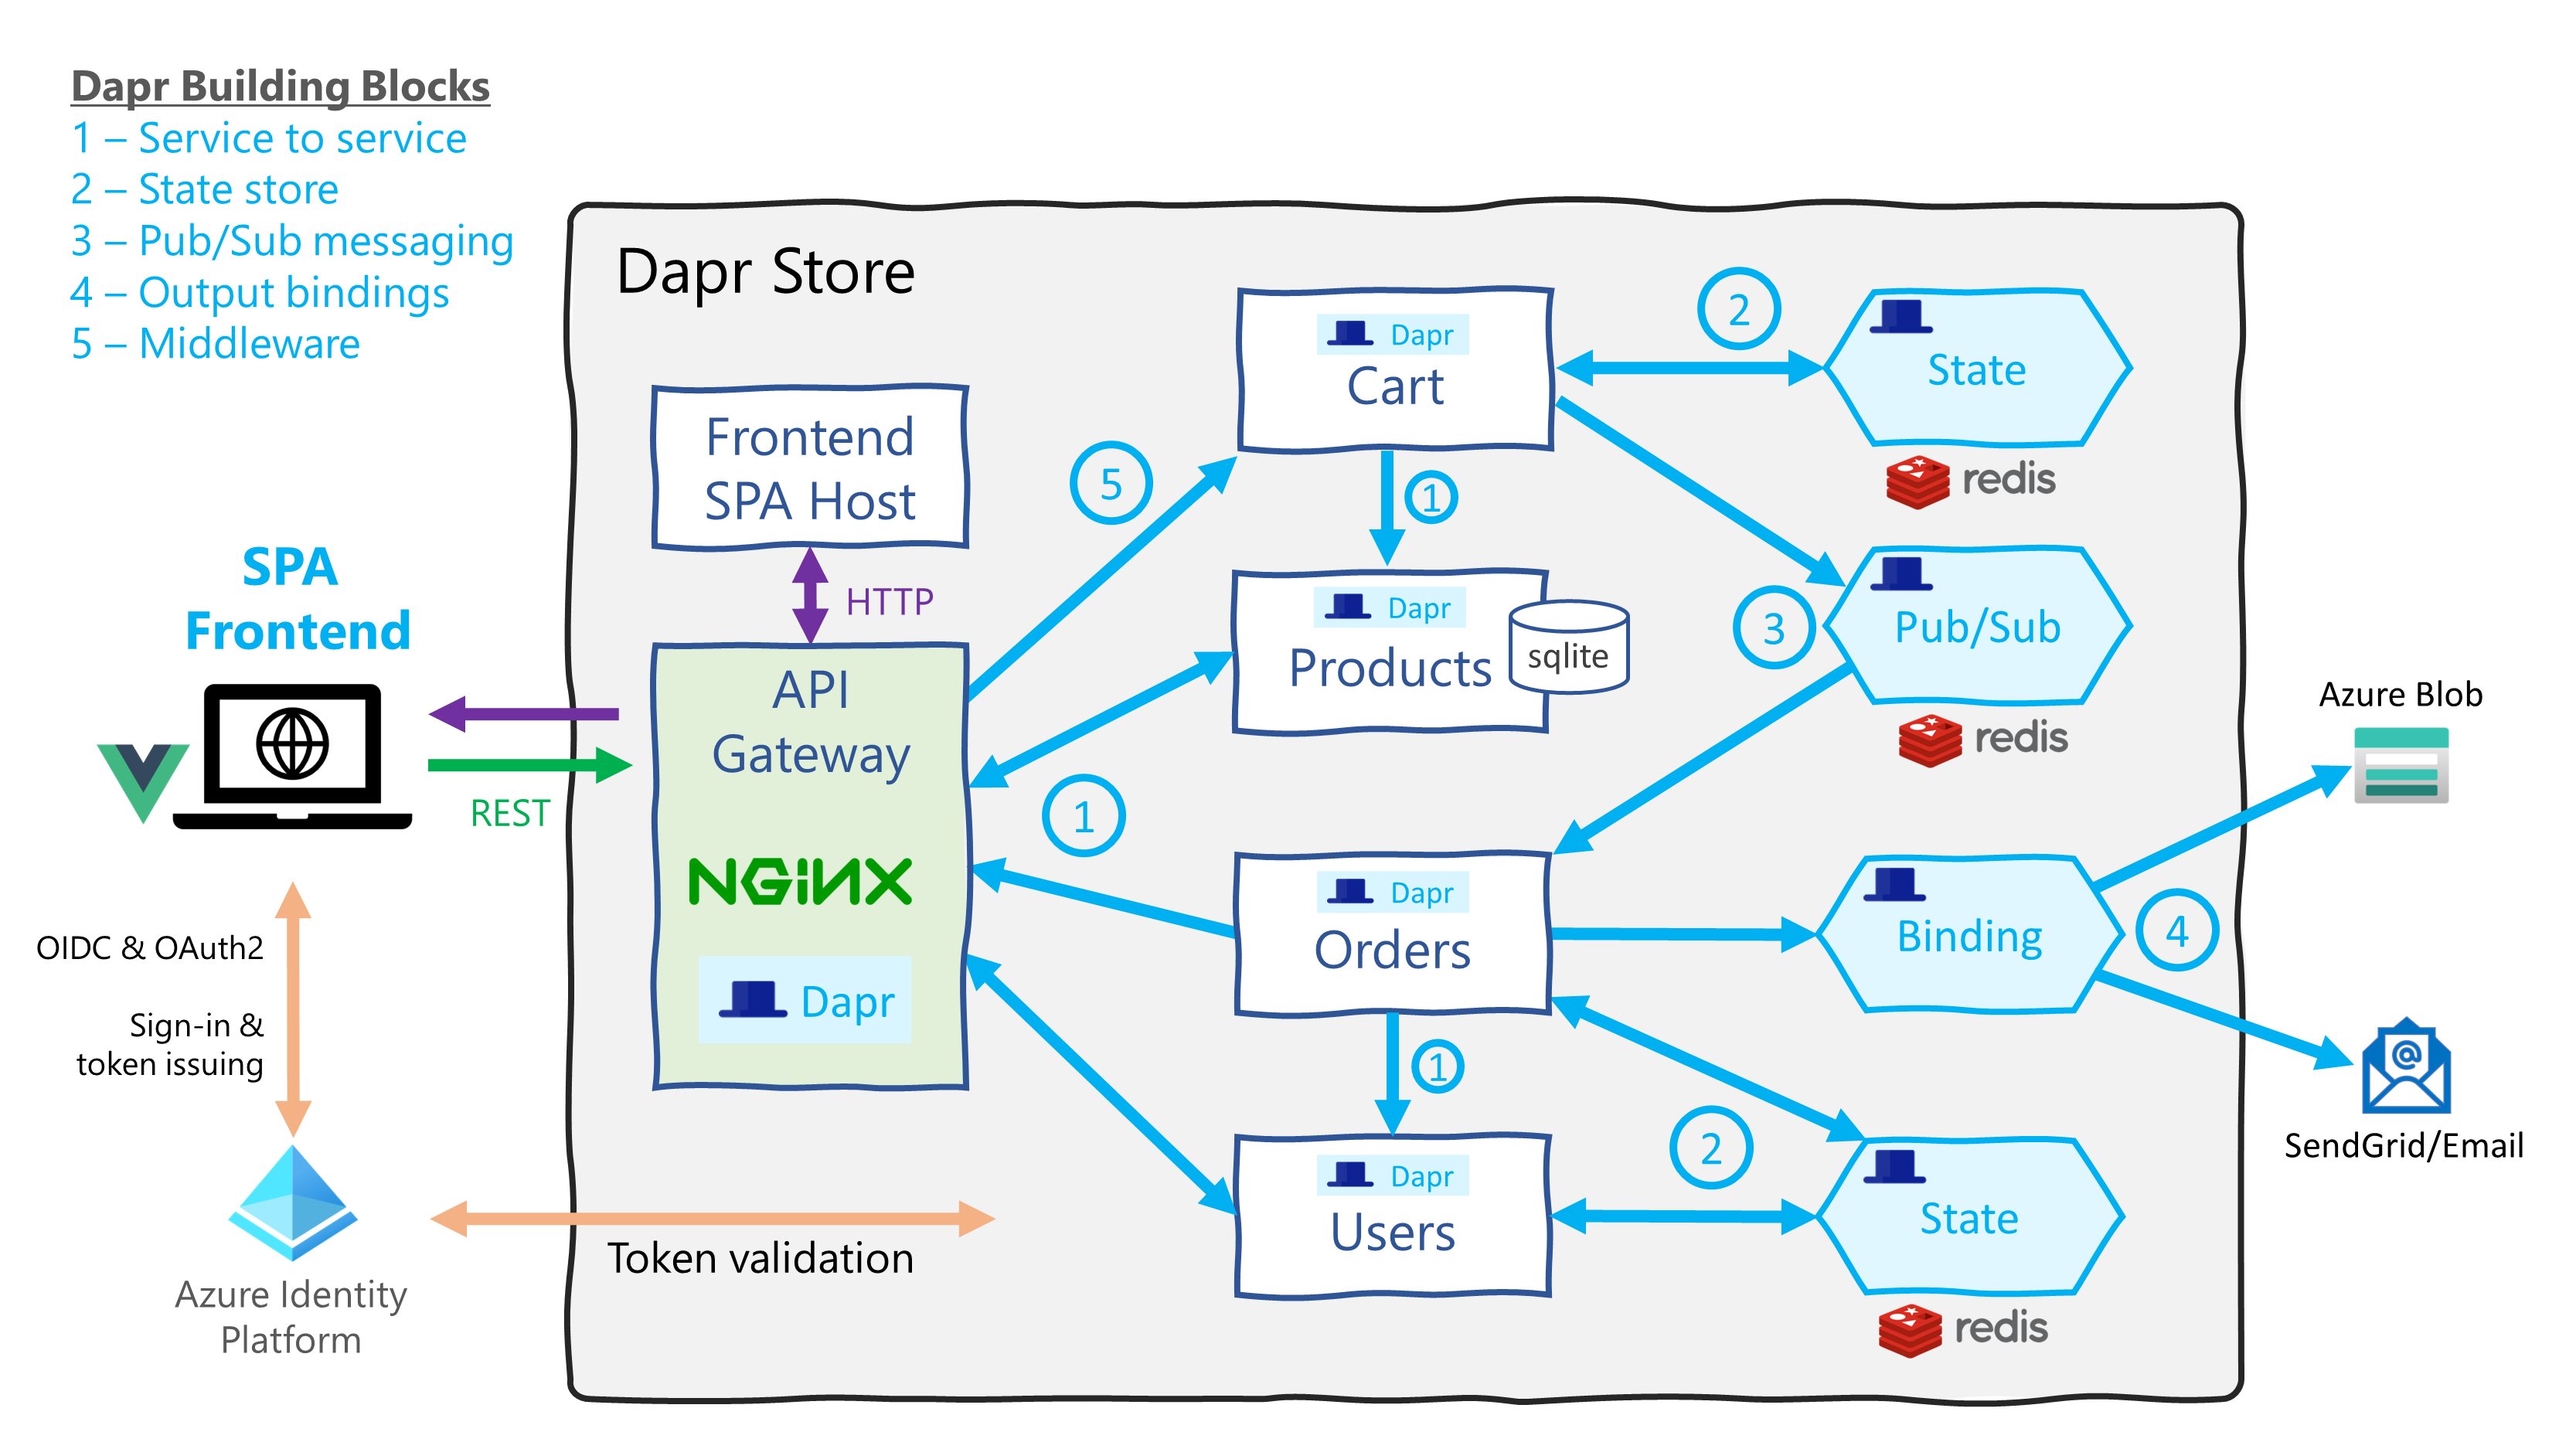 Dapr Building Blocks
1 – Service to service
2 – State store
3 – Pub/Sub messaging
4 – Output bindings
5 – Middleware
Dapr Store
Frontend
SPA Host
HTTP
API
Gateway
NGINX
Dapr
SPA
Frontend
REST
OIDC & OAuth2
Sign-in &
token issuing
Azure Identity
Platform
Token validation
5
1
Dapr
Cart
1
Dapr
Products
sqlite
Dapr
Orders
1
Dapr
Users
2
State
redis
3
Pub/Sub
redis
Binding
4
2
State
redis
Azure Blob
@
SendGrid/Email